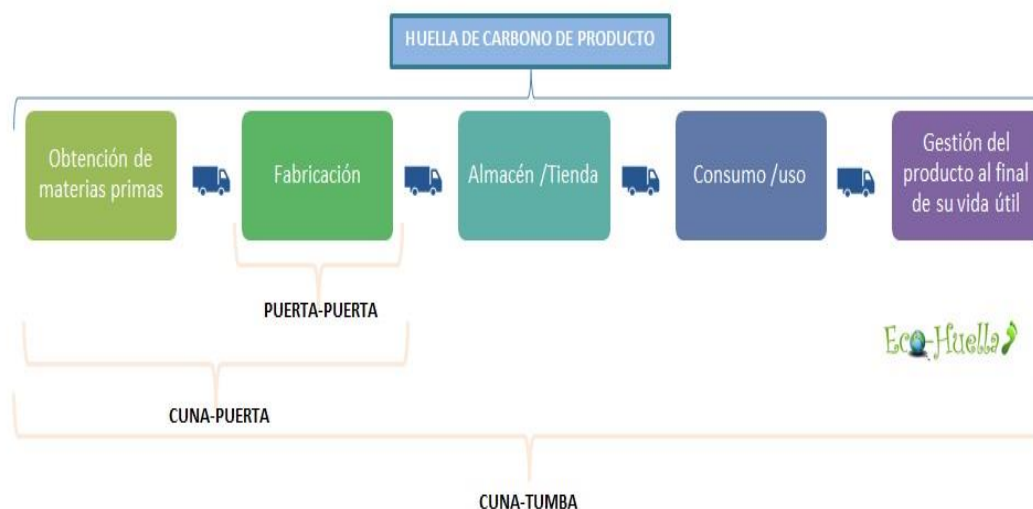 HUELLA DE CARBONO DE PRODUCTO
Obtención de
materias primas
Fabricación
Almacén /Tienda
Consumo /uso
Gestión del
producto al final
de su vida útil
PUERTA-PUERTA
Eco-Huella
CUNA-PUERTA
CUNA-TUMBA